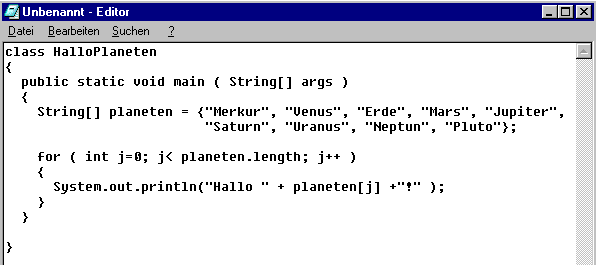 Unbenannt - Editor
Datei Bearbeiten Suchen ?
class HalloPlaneten
{
  public static void main ( String[] args )
  {
    String[] planeten = {"Merkur", "Venus", "Erde", "Mars", "Jupiter",
                         "Saturn", "Uranus", "Neptun", "Pluto"};

    for ( int j=0; j< planeten.length; j++ )
    {
      System.out.println("Hallo " + planeten[j] +"!" );
    }
  }

}